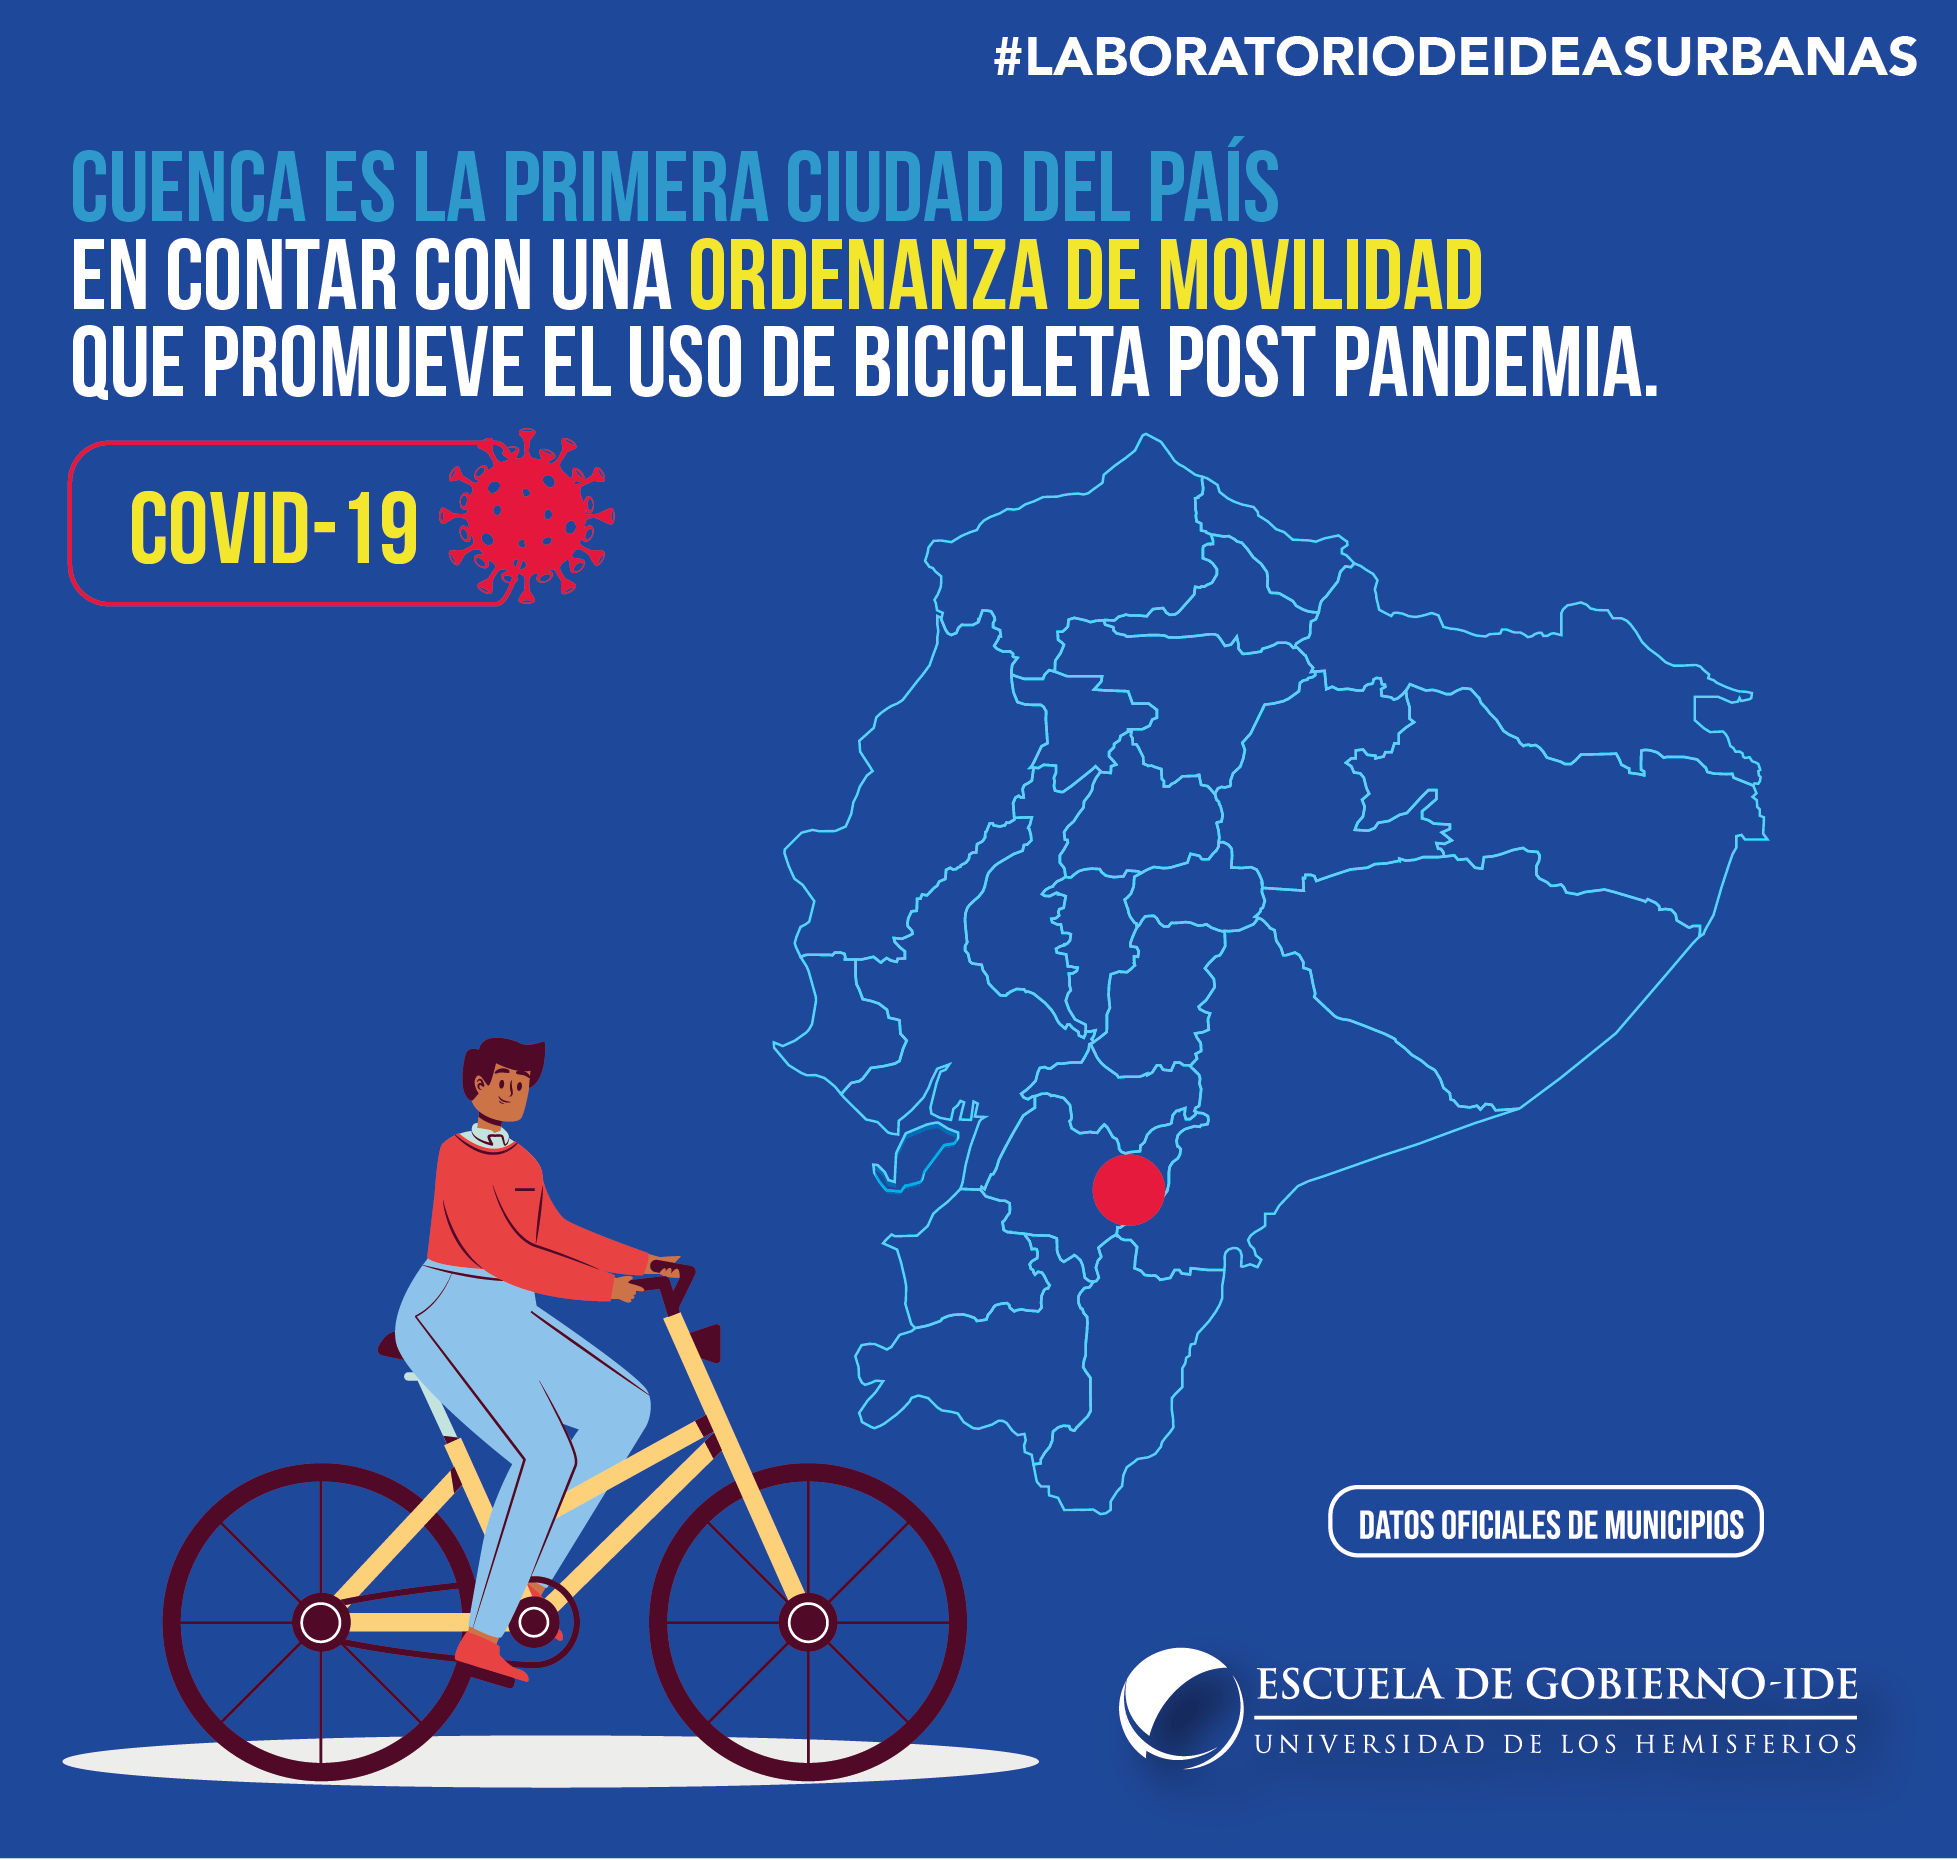 #LABORATORIODEIDEASURBANAS
CUENCA ES LA PRIMERA CIUDAD DEL PAÍS
EN CONTAR CON UNA ORDENANZA DE MOVILIDAD
QUE PROMUEVE EL USO DE BICICLETA POST PANDEMIA.
COVID-19
DATOS OFICIALES DE MUNICIPIOS
ESCUELA DE GOBIERNO-IDE
UNIVERSIDAD DE LOS HEMISFERIOS